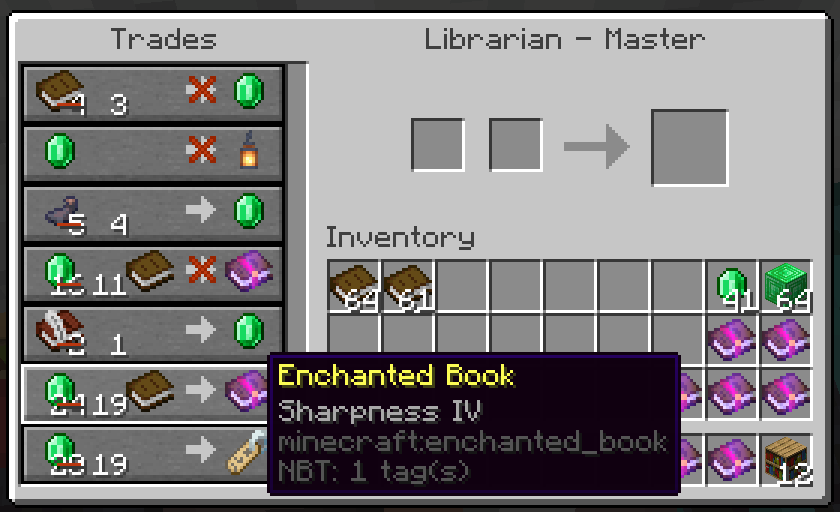 Trades
Librarian - Master
4 3
5 4
16 11
3 1
24 19
23 19
Inventory
64 61 41 64
Enchanted Book
Sharpness IV
minecraft:enchanted_book
NBT: 1 tag(s)
12